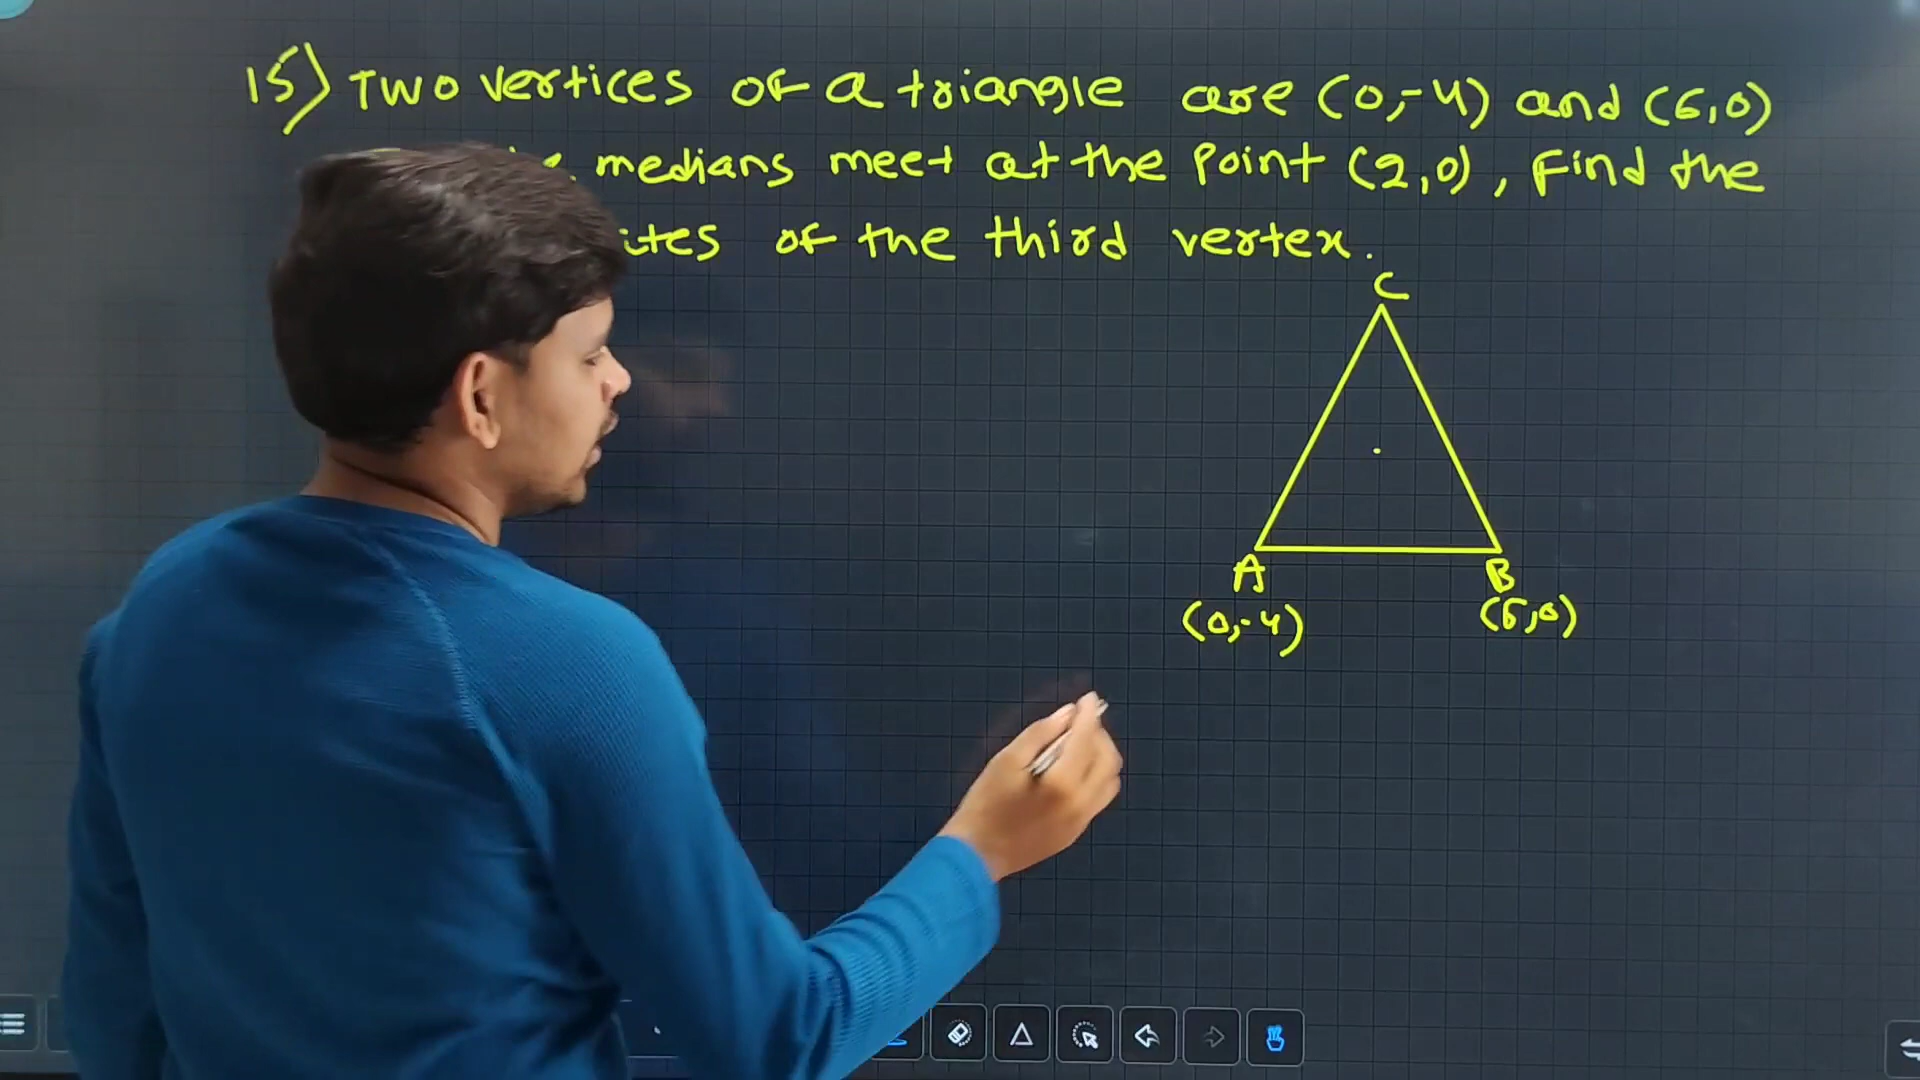 15) Two vertices of a triangle are (0,-4) and (6,0)
medians meet at the point (2,0), Find the
of the third vertex.
C
A
B
(0,-4)
(6,0)